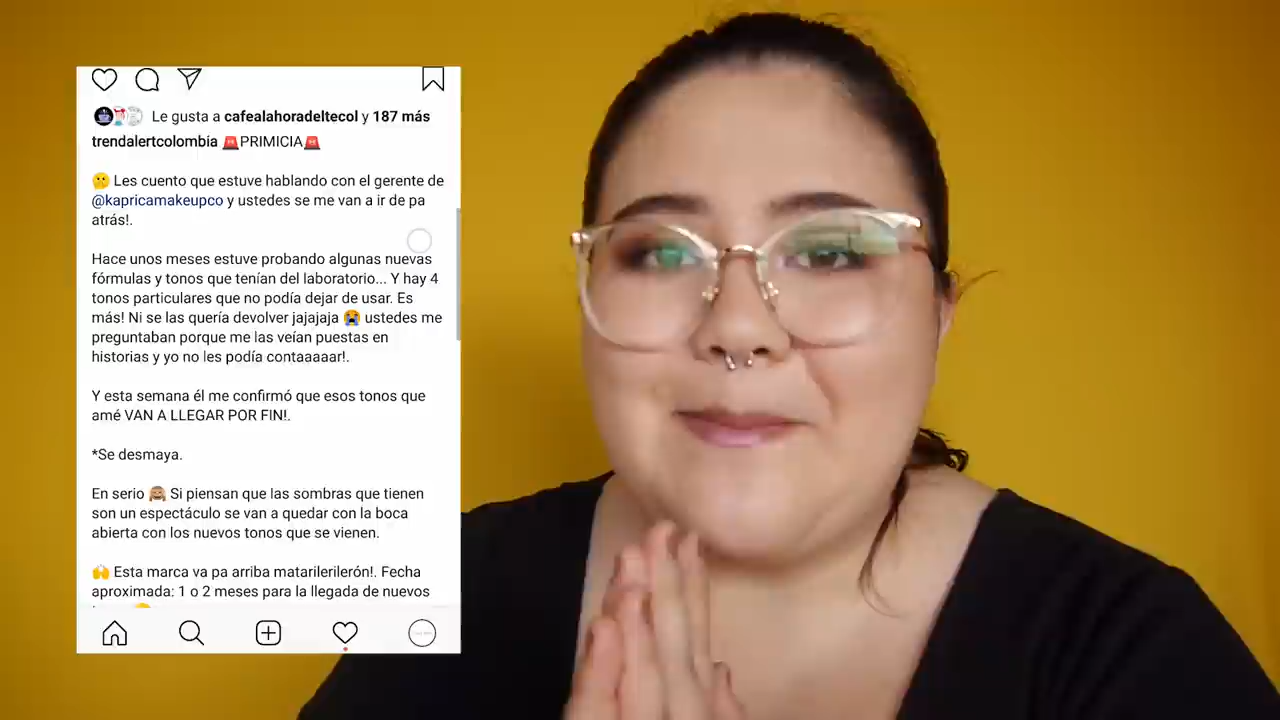 Le gusta a cafealahoradeltecol y 187 más
trendalertcolombia 🚨PRIMICIA🚨
🤫 Les cuento que estuve hablando con el gerente de
@kapricamakeupco y ustedes se me van a ir de pa
atrás!.
Hace unos meses estuve probando algunas nuevas
fórmulas y tonos que tenían del laboratorio... Y hay 4
tonos particulares que no podía dejar de usar. Es
más! Ni se las quería devolver jajajaja 😭 ustedes me
preguntaban porque me las veían puestas en
historias y yo no les podía contaaaaar!.
Y esta semana él me confirmó que esos tonos que
amé VAN A LLEGAR POR FIN!.
*Se desmaya.
En serio 🙈 Si piensan que las sombras que tienen
son un espectáculo se van a quedar con la boca
abierta con los nuevos tonos que se vienen.
🙌 Esta marca va pa arriba matarilerilerón!. Fecha
aproximada: 1 o 2 meses para la llegada de nuevos